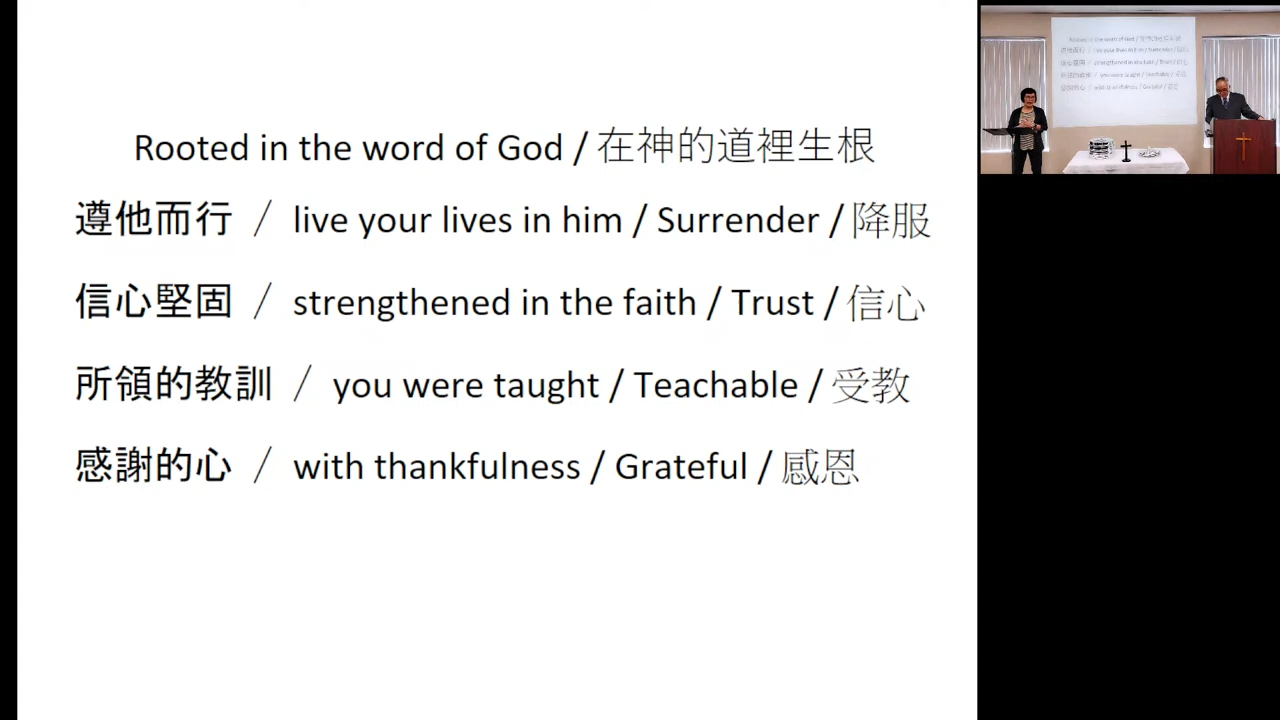 Rooted in the word of God / 在神的道裡生根
遵他而行 / live your lives in him / Surrender / 降服
信心堅固 / strengthened in the faith / Trust / 信心
所領的教訓 / you were taught / Teachable / 受教
感謝的心 / with thankfulness / Grateful / 感恩